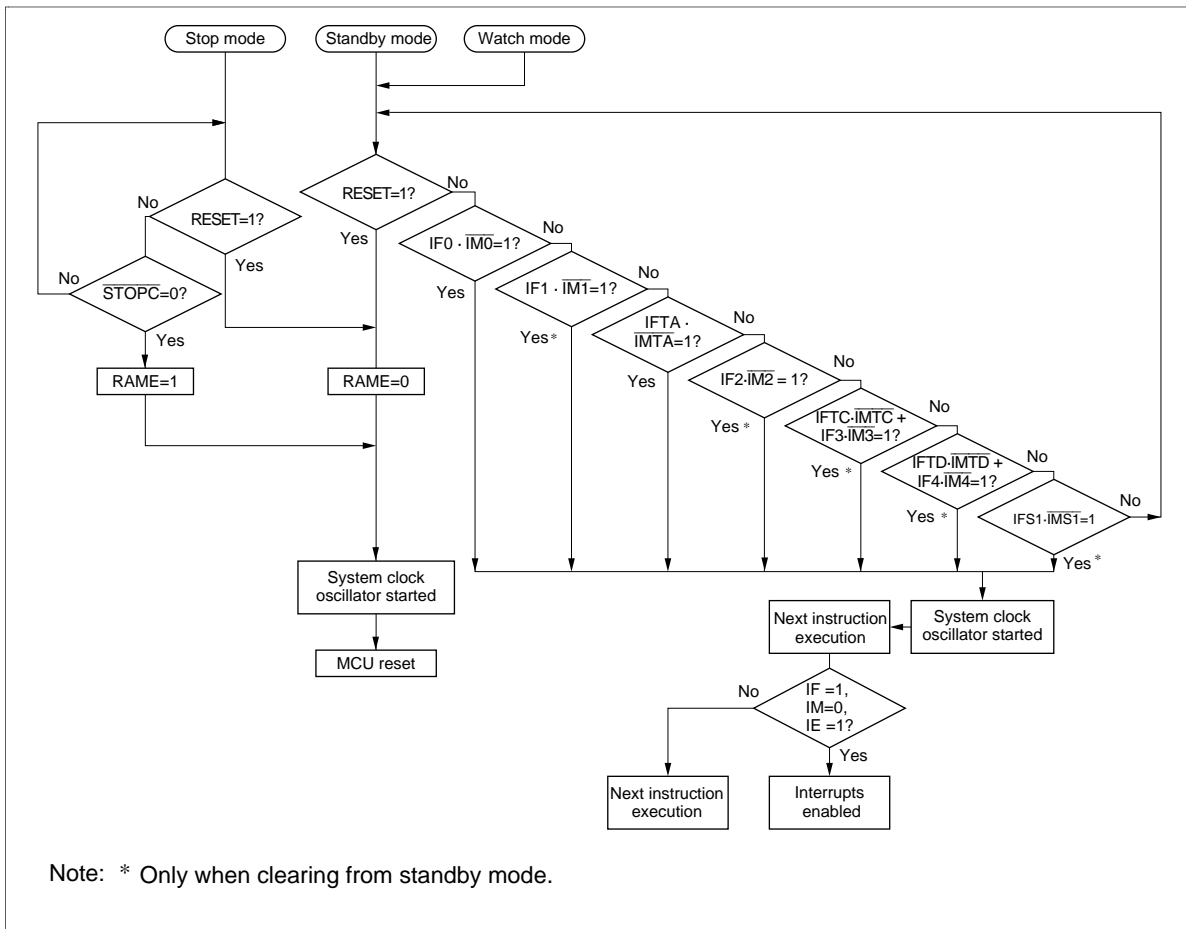 Stop mode
Standby mode
Watch mode
RESET=1?
No
Yes
RESET=1?
No
Yes
STOPC=0?
No
Yes
RAME=1
RAME=0
IF0 · IM0=1?
No
Yes
IF1 · IM1=1?
No
Yes *
IFTA ·
IMTA=1?
No
Yes
IF2·IM2 = 1?
No
Yes *
IFTC·IMTC +
IF3·IM3=1?
No
Yes *
IFTD·IMTD +
IF4·IM4=1?
No
Yes *
IFS1·IMS1=1
No
Yes *
System clock
oscillator started
MCU reset
Next instruction
execution
System clock
oscillator started
IF =1,
IM=0,
IE =1?
No
Yes
Next instruction
execution
Interrupts
enabled
Note: * Only when clearing from standby mode.